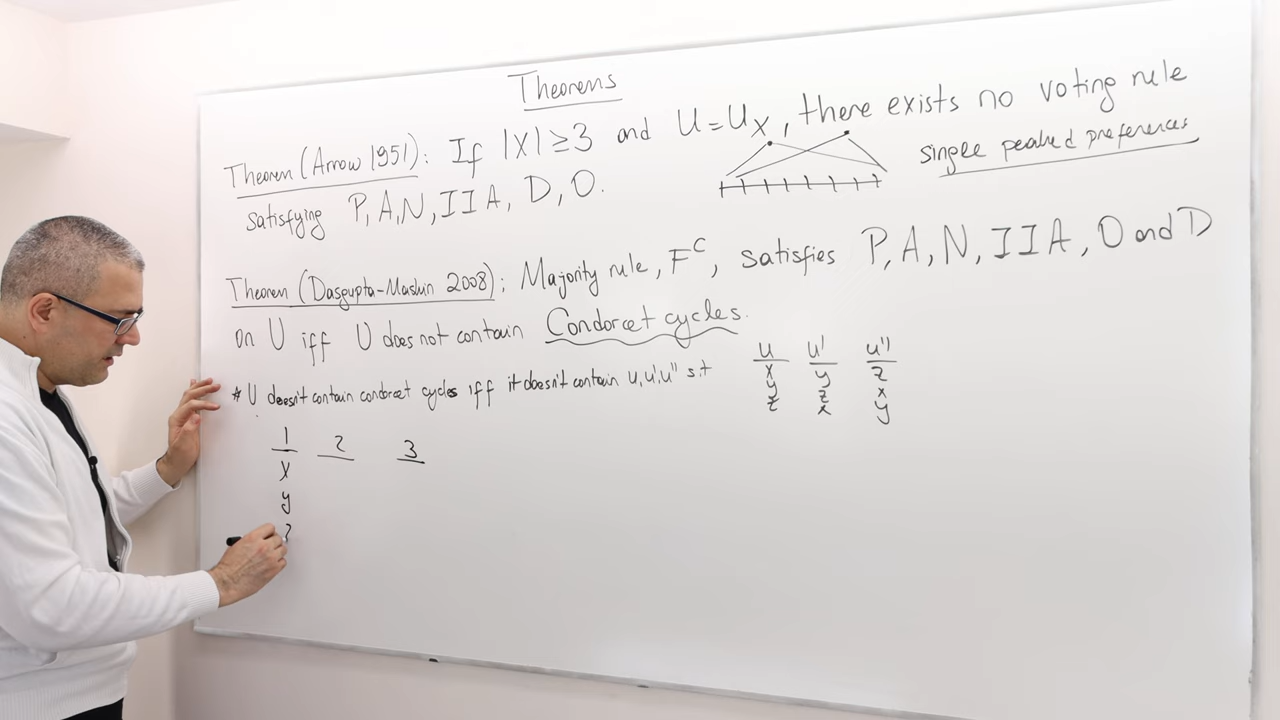 Theorems
Theorem (Arrow 1951): If |X| ≥ 3 and U = U_X, there exists no voting rule
satisfying P, A, N, IIA, D, O.
single peaked preferences
Theorem (Dasgupta-Maskin 2008): Majority rule, F^C, satisfies P, A, N, IIA, O and D
on U iff U does not contain Condorcet cycles.
* U doesn't contain condorcet cycles iff it doesn't contain u, u', u'' s.t
u u' u''
x y z
y z x
z x y
1 2 3
x
y